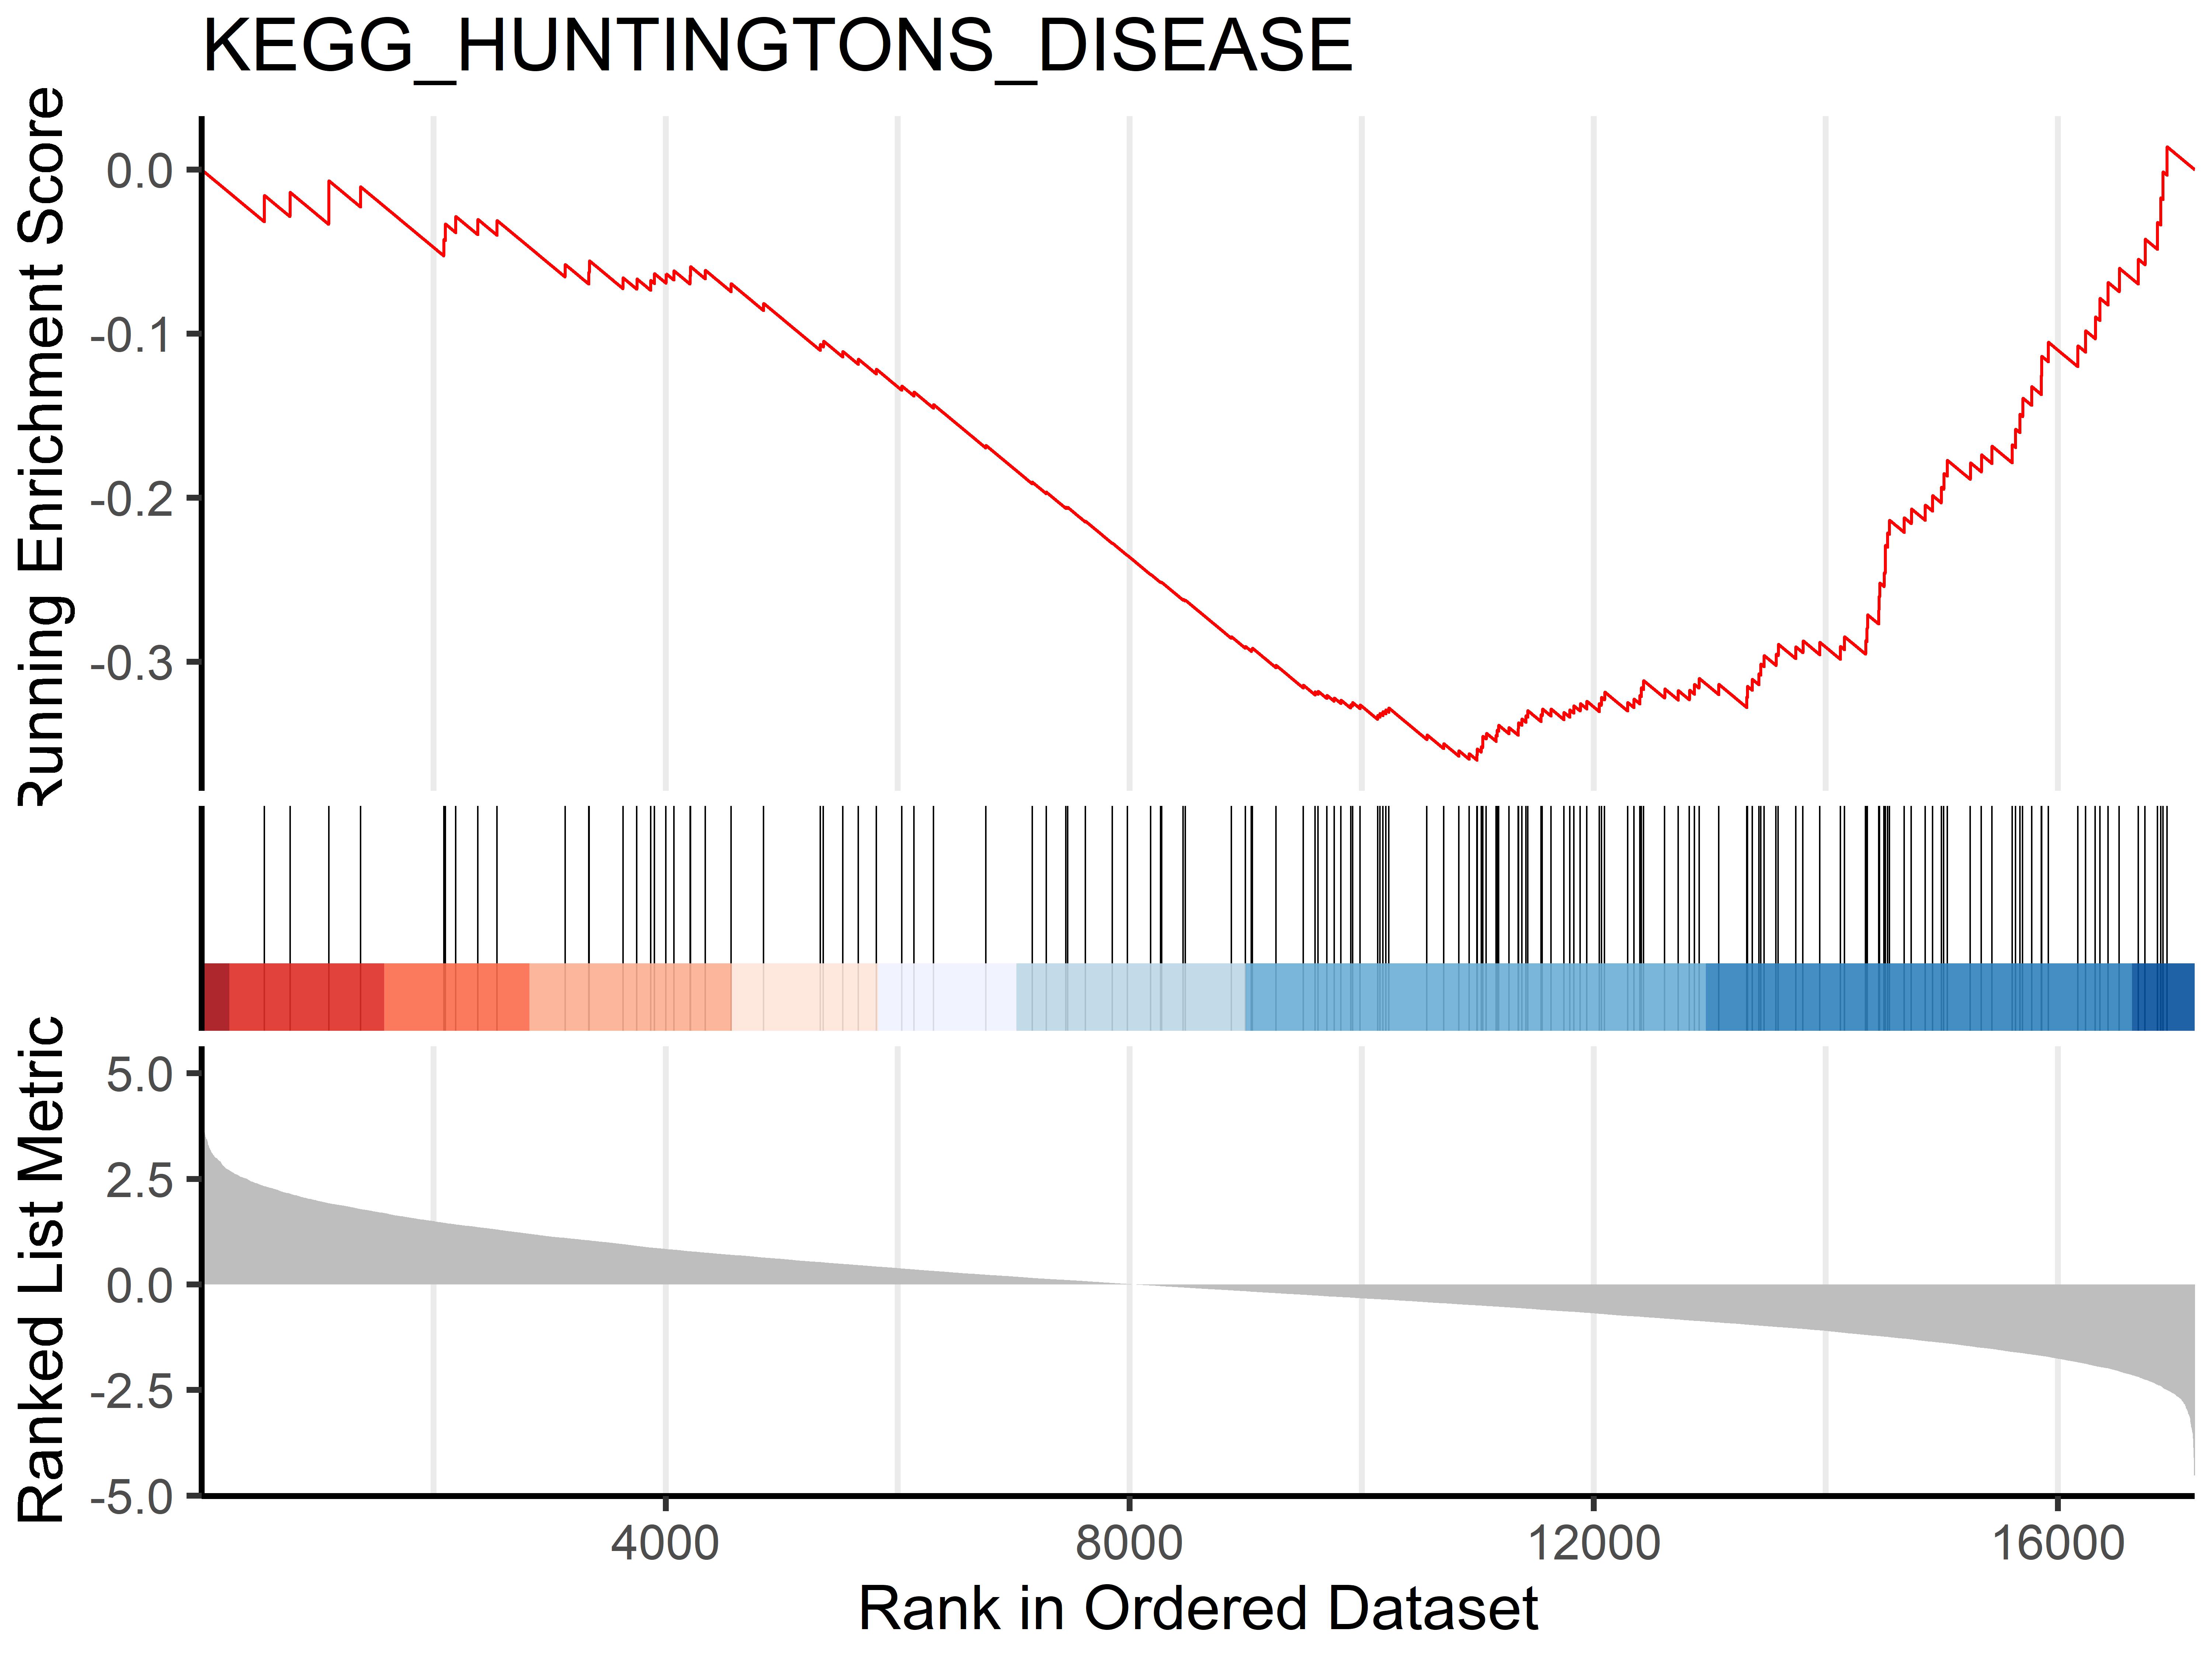 KEGG_HUNTINGTONS_DISEASE
Running Enrichment Score
0.0
-0.1
-0.2
-0.3
Ranked List Metric
5.0
2.5
0.0
-2.5
-5.0
4000 8000 12000 16000
Rank in Ordered Dataset